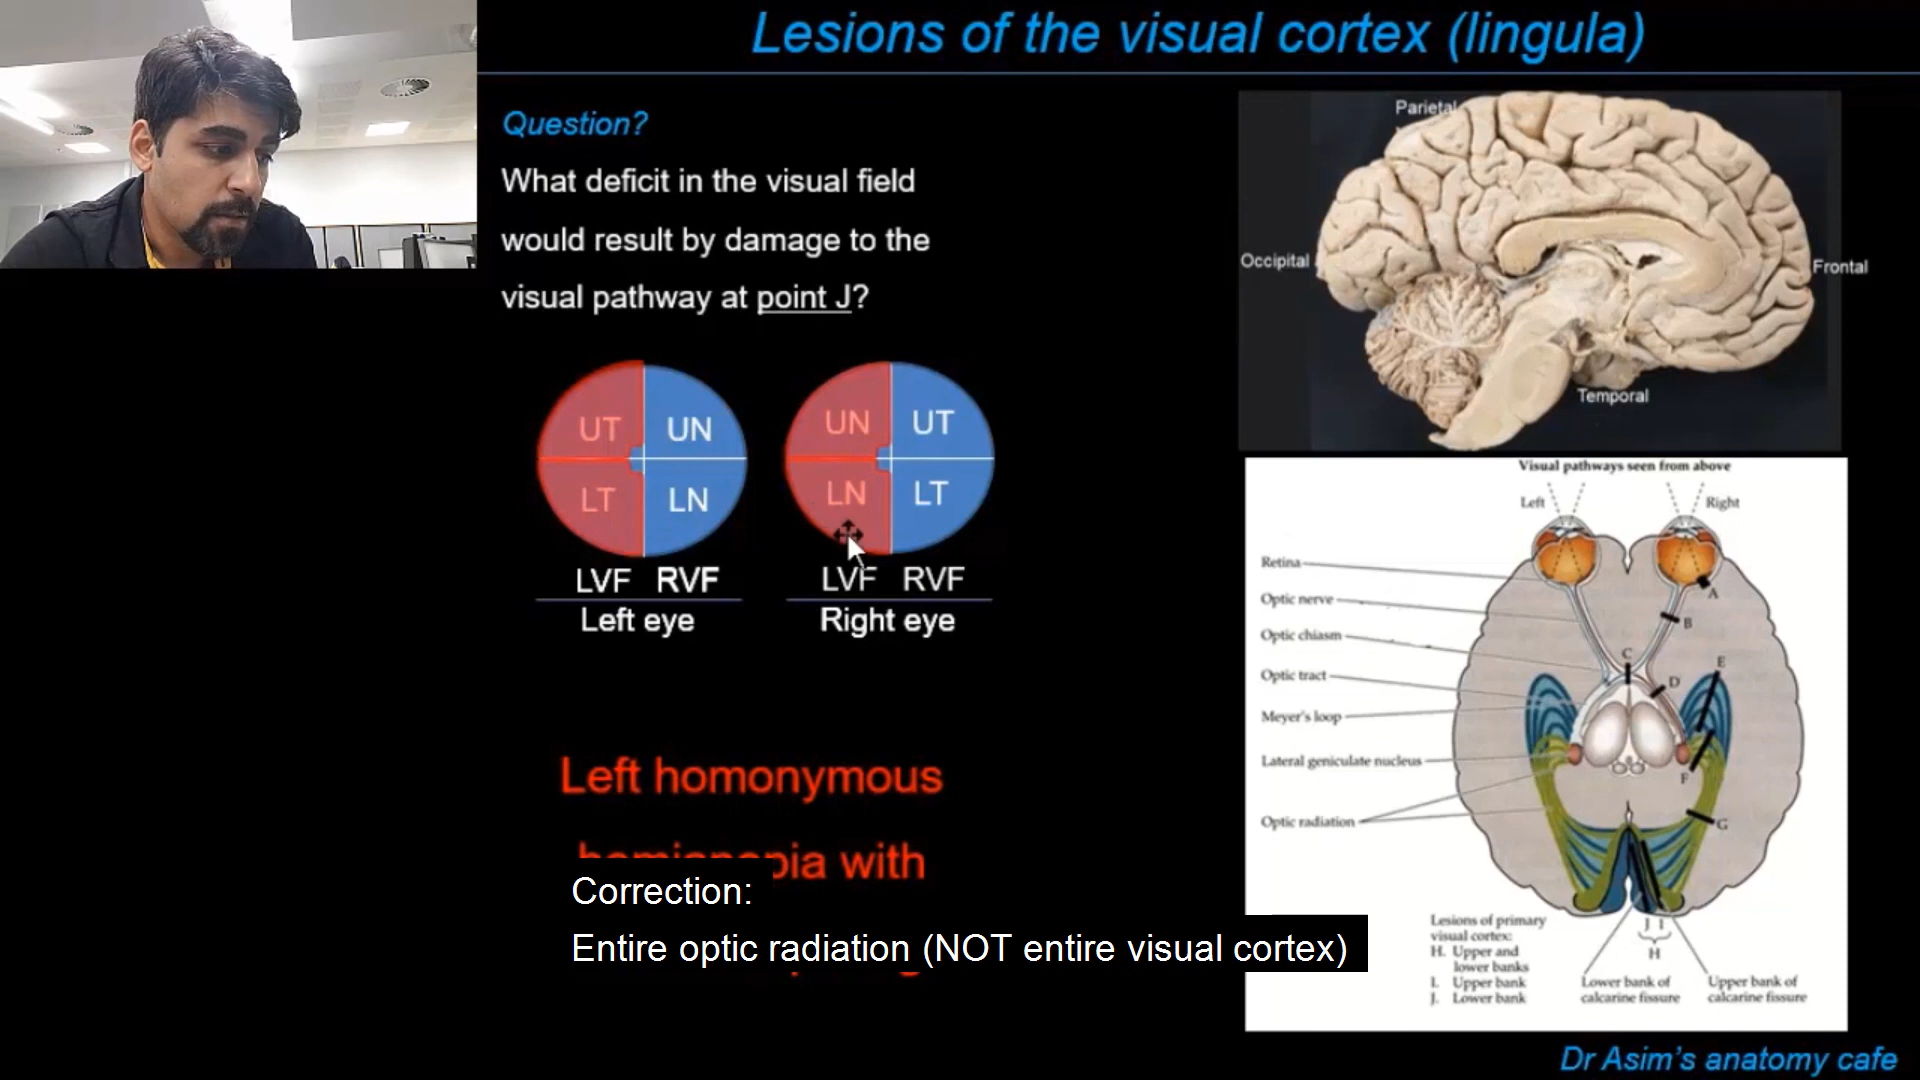 Lesions of the visual cortex (lingula)
Question?
What deficit in the visual field
would result by damage to the
visual pathway at point J?
UT UN
LT LN
LVF RVF
Left eye
UN UT
LN LT
LVF RVF
Right eye
Left homonymous
hemianopia with
Correction:
Entire optic radiation (NOT entire visual cortex)
Parietal
Occipital
Frontal
Temporal
Visual pathways seen from above
Left
Right
Retina
Optic nerve
Optic chiasm
Optic tract
Meyer's loop
Lateral geniculate nucleus
Optic radiation
A
B
C
D
E
F
G
J I
H
Lesions of primary
visual cortex:
H. Upper and
lower banks
I. Upper bank
J. Lower bank
Lower bank of
calcarine fissure
Upper bank of
calcarine fissure
Dr Asim's anatomy cafe